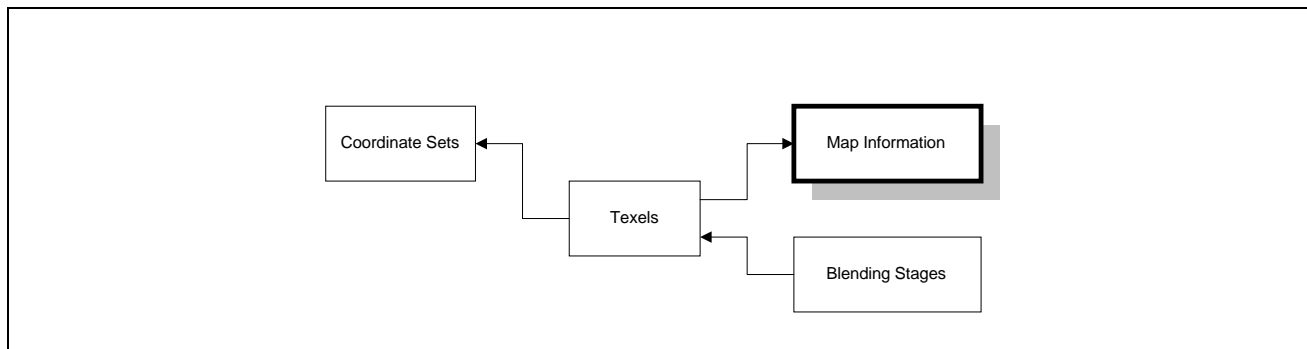 Coordinate Sets
Map Information
Texels
Blending Stages